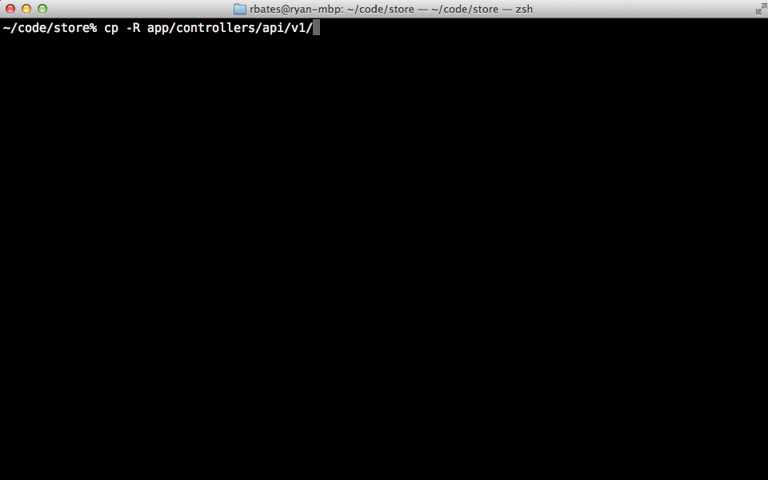 rbates@ryan-mbp: ~/code/store — ~/code/store — zsh
~/code/store% cp -R app/controllers/api/v1/